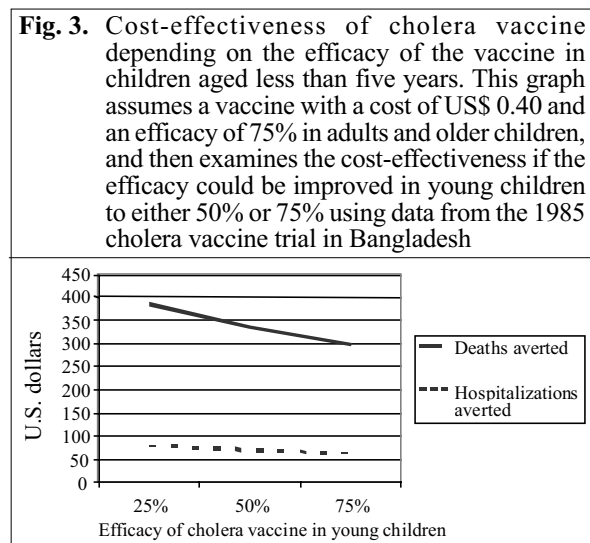 Fig. 3. Cost-effectiveness of cholera vaccine
depending on the efficacy of the vaccine in
children aged less than five years. This graph
assumes a vaccine with a cost of US$ 0.40 and
an efficacy of 75% in adults and older children,
and then examines the cost-effectiveness if the
efficacy could be improved in young children
to either 50% or 75% using data from the 1985
cholera vaccine trial in Bangladesh
450
400
350
300
250
200
150
100
50
0
U.S. dollars
25% 50% 75%
Efficacy of cholera vaccine in young children
Deaths averted
Hospitalizations
averted